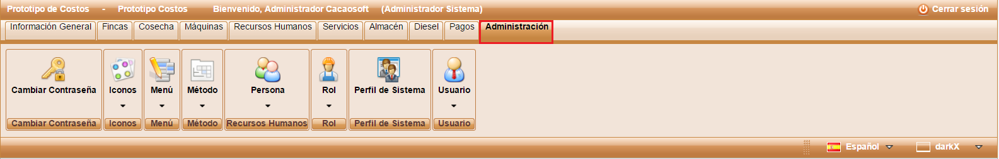 Prototipo de Costos - Prototipo Costos Bienvenido, Administrador Cacaosoft (Administrador Sistema) Cerrar sesión
Información General Fincas Cosecha Máquinas Recursos Humanos Servicios Almacén Diesel Pagos Administración
Cambiar Contraseña Iconos Menú Método Persona Rol Perfil de Sistema Usuario
Cambiar Contraseña Iconos Menú Método Recursos Humanos Rol Perfil de Sistema Usuario
Español darkX